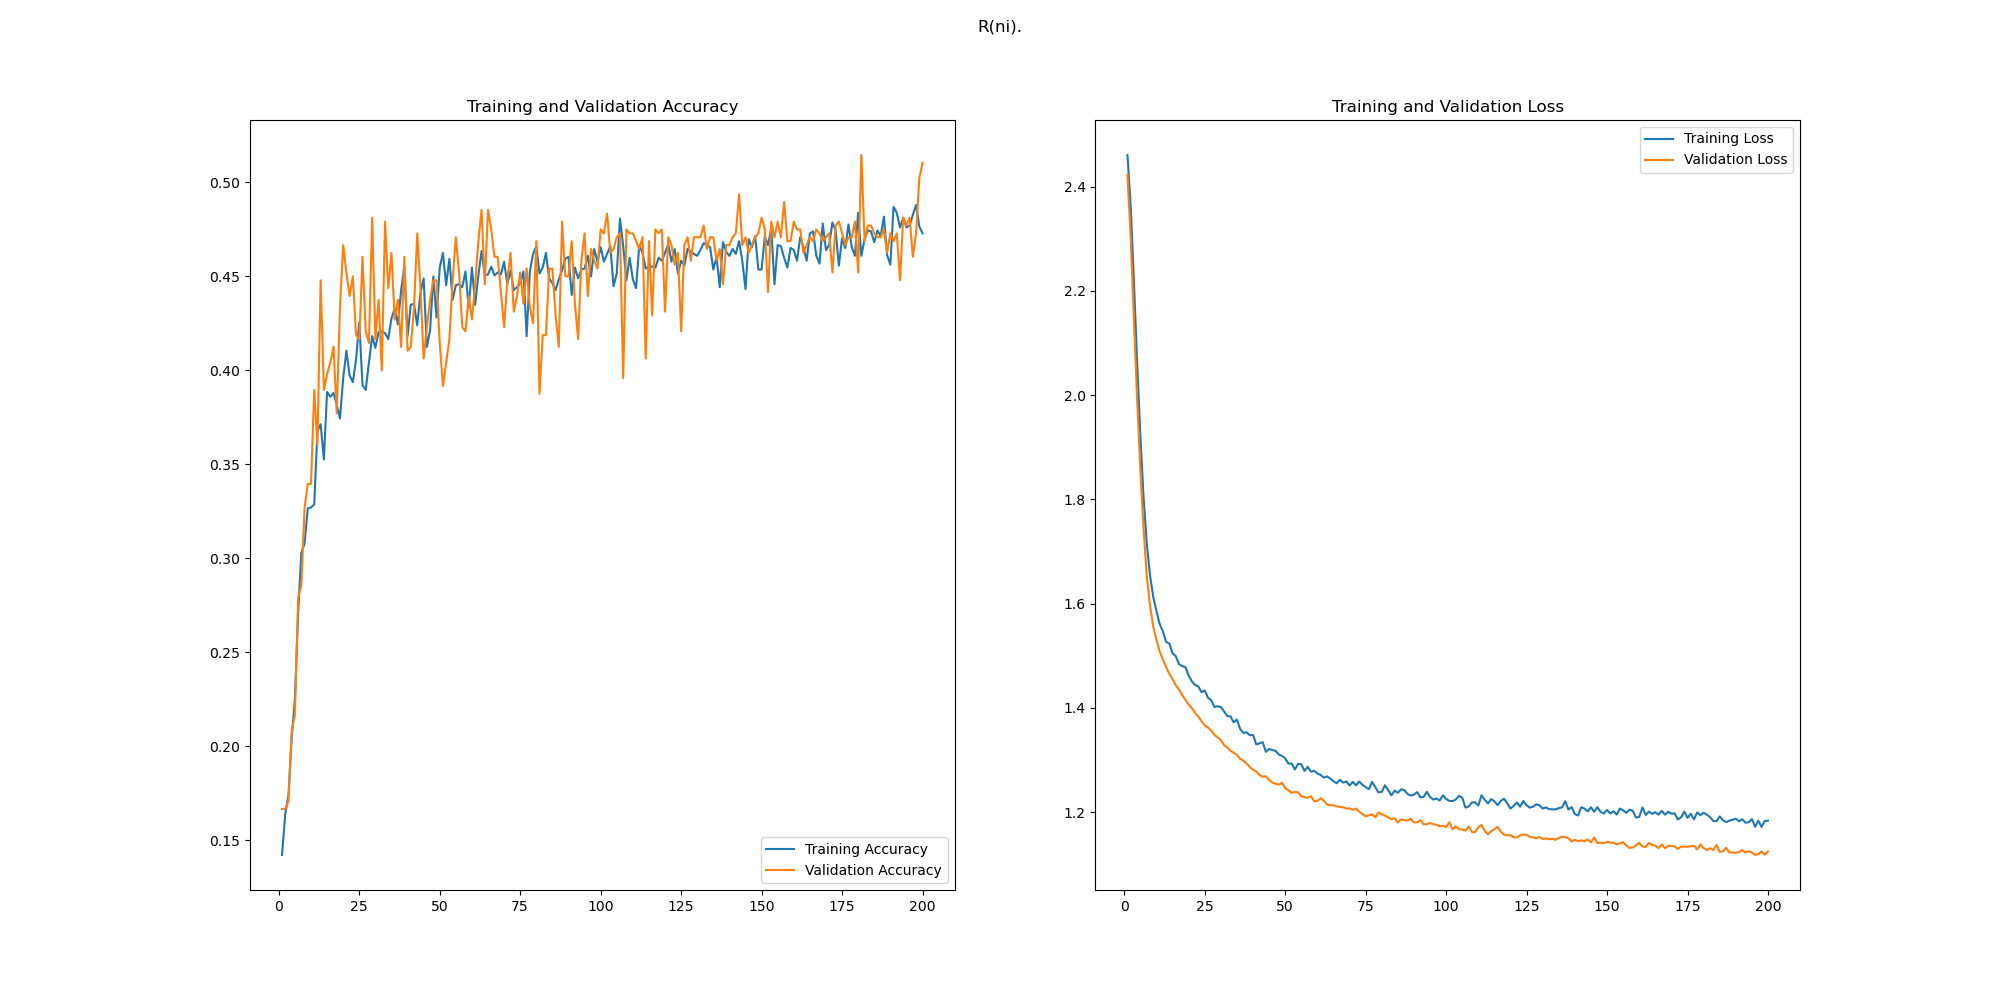 R(ni).
Training and Validation Accuracy
0.50
0.45
0.40
0.35
0.30
0.25
0.20
0.15
0 25 50 75 100 125 150 175 200
Training Accuracy
Validation Accuracy
Training and Validation Loss
2.4
2.2
2.0
1.8
1.6
1.4
1.2
0 25 50 75 100 125 150 175 200
Training Loss
Validation Loss